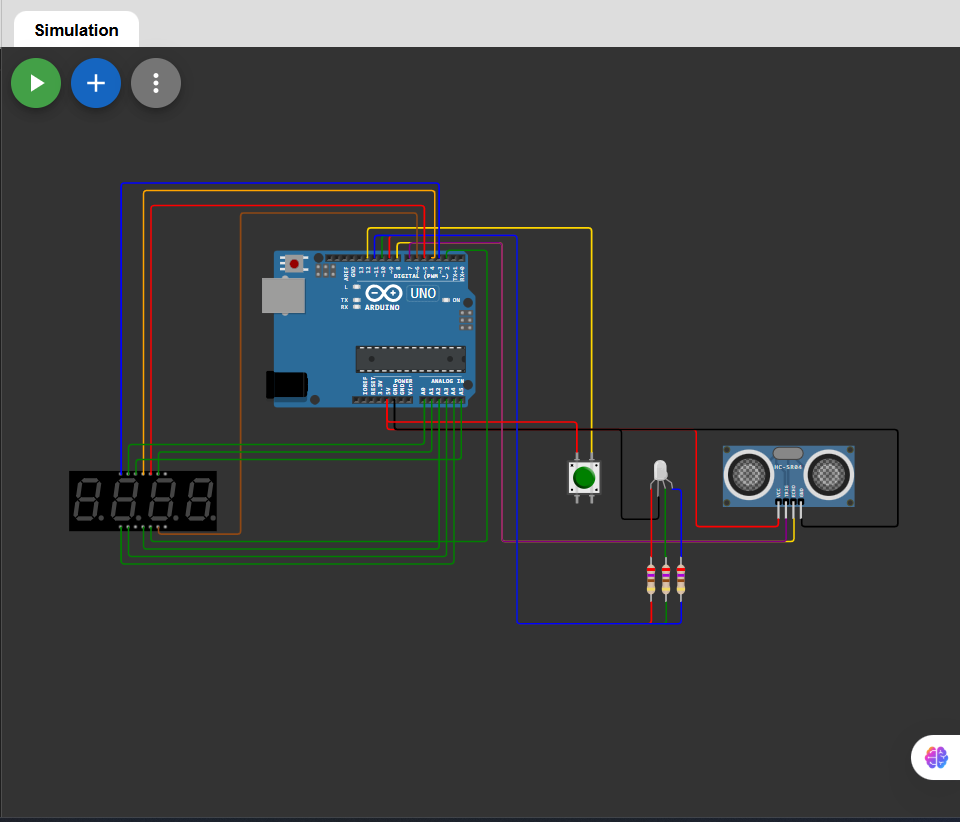 Simulation
AREF
GND
13
12
~11
~10
~9
8
7
~6
~5
4
~3
2
TX→1
RX←0
DIGITAL (PWM ~)
L
TX
RX
UNO
ON
ARDUINO
IOREF
RESET
3.3V
5V
GND
GND
Vin
POWER
ANALOG IN
A0
A1
A2
A3
A4
A5
HC-SR04
VCC
TRIG
ECHO
GND